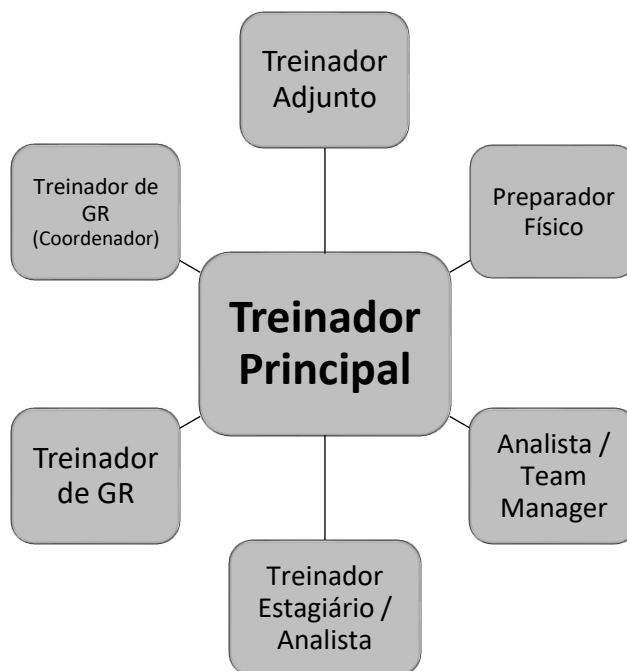 Treinador
Adjunto
Treinador de
GR
(Coordenador)
Preparador
Físico
Treinador
Principal
Treinador
de GR
Analista /
Team
Manager
Treinador
Estagiário /
Analista